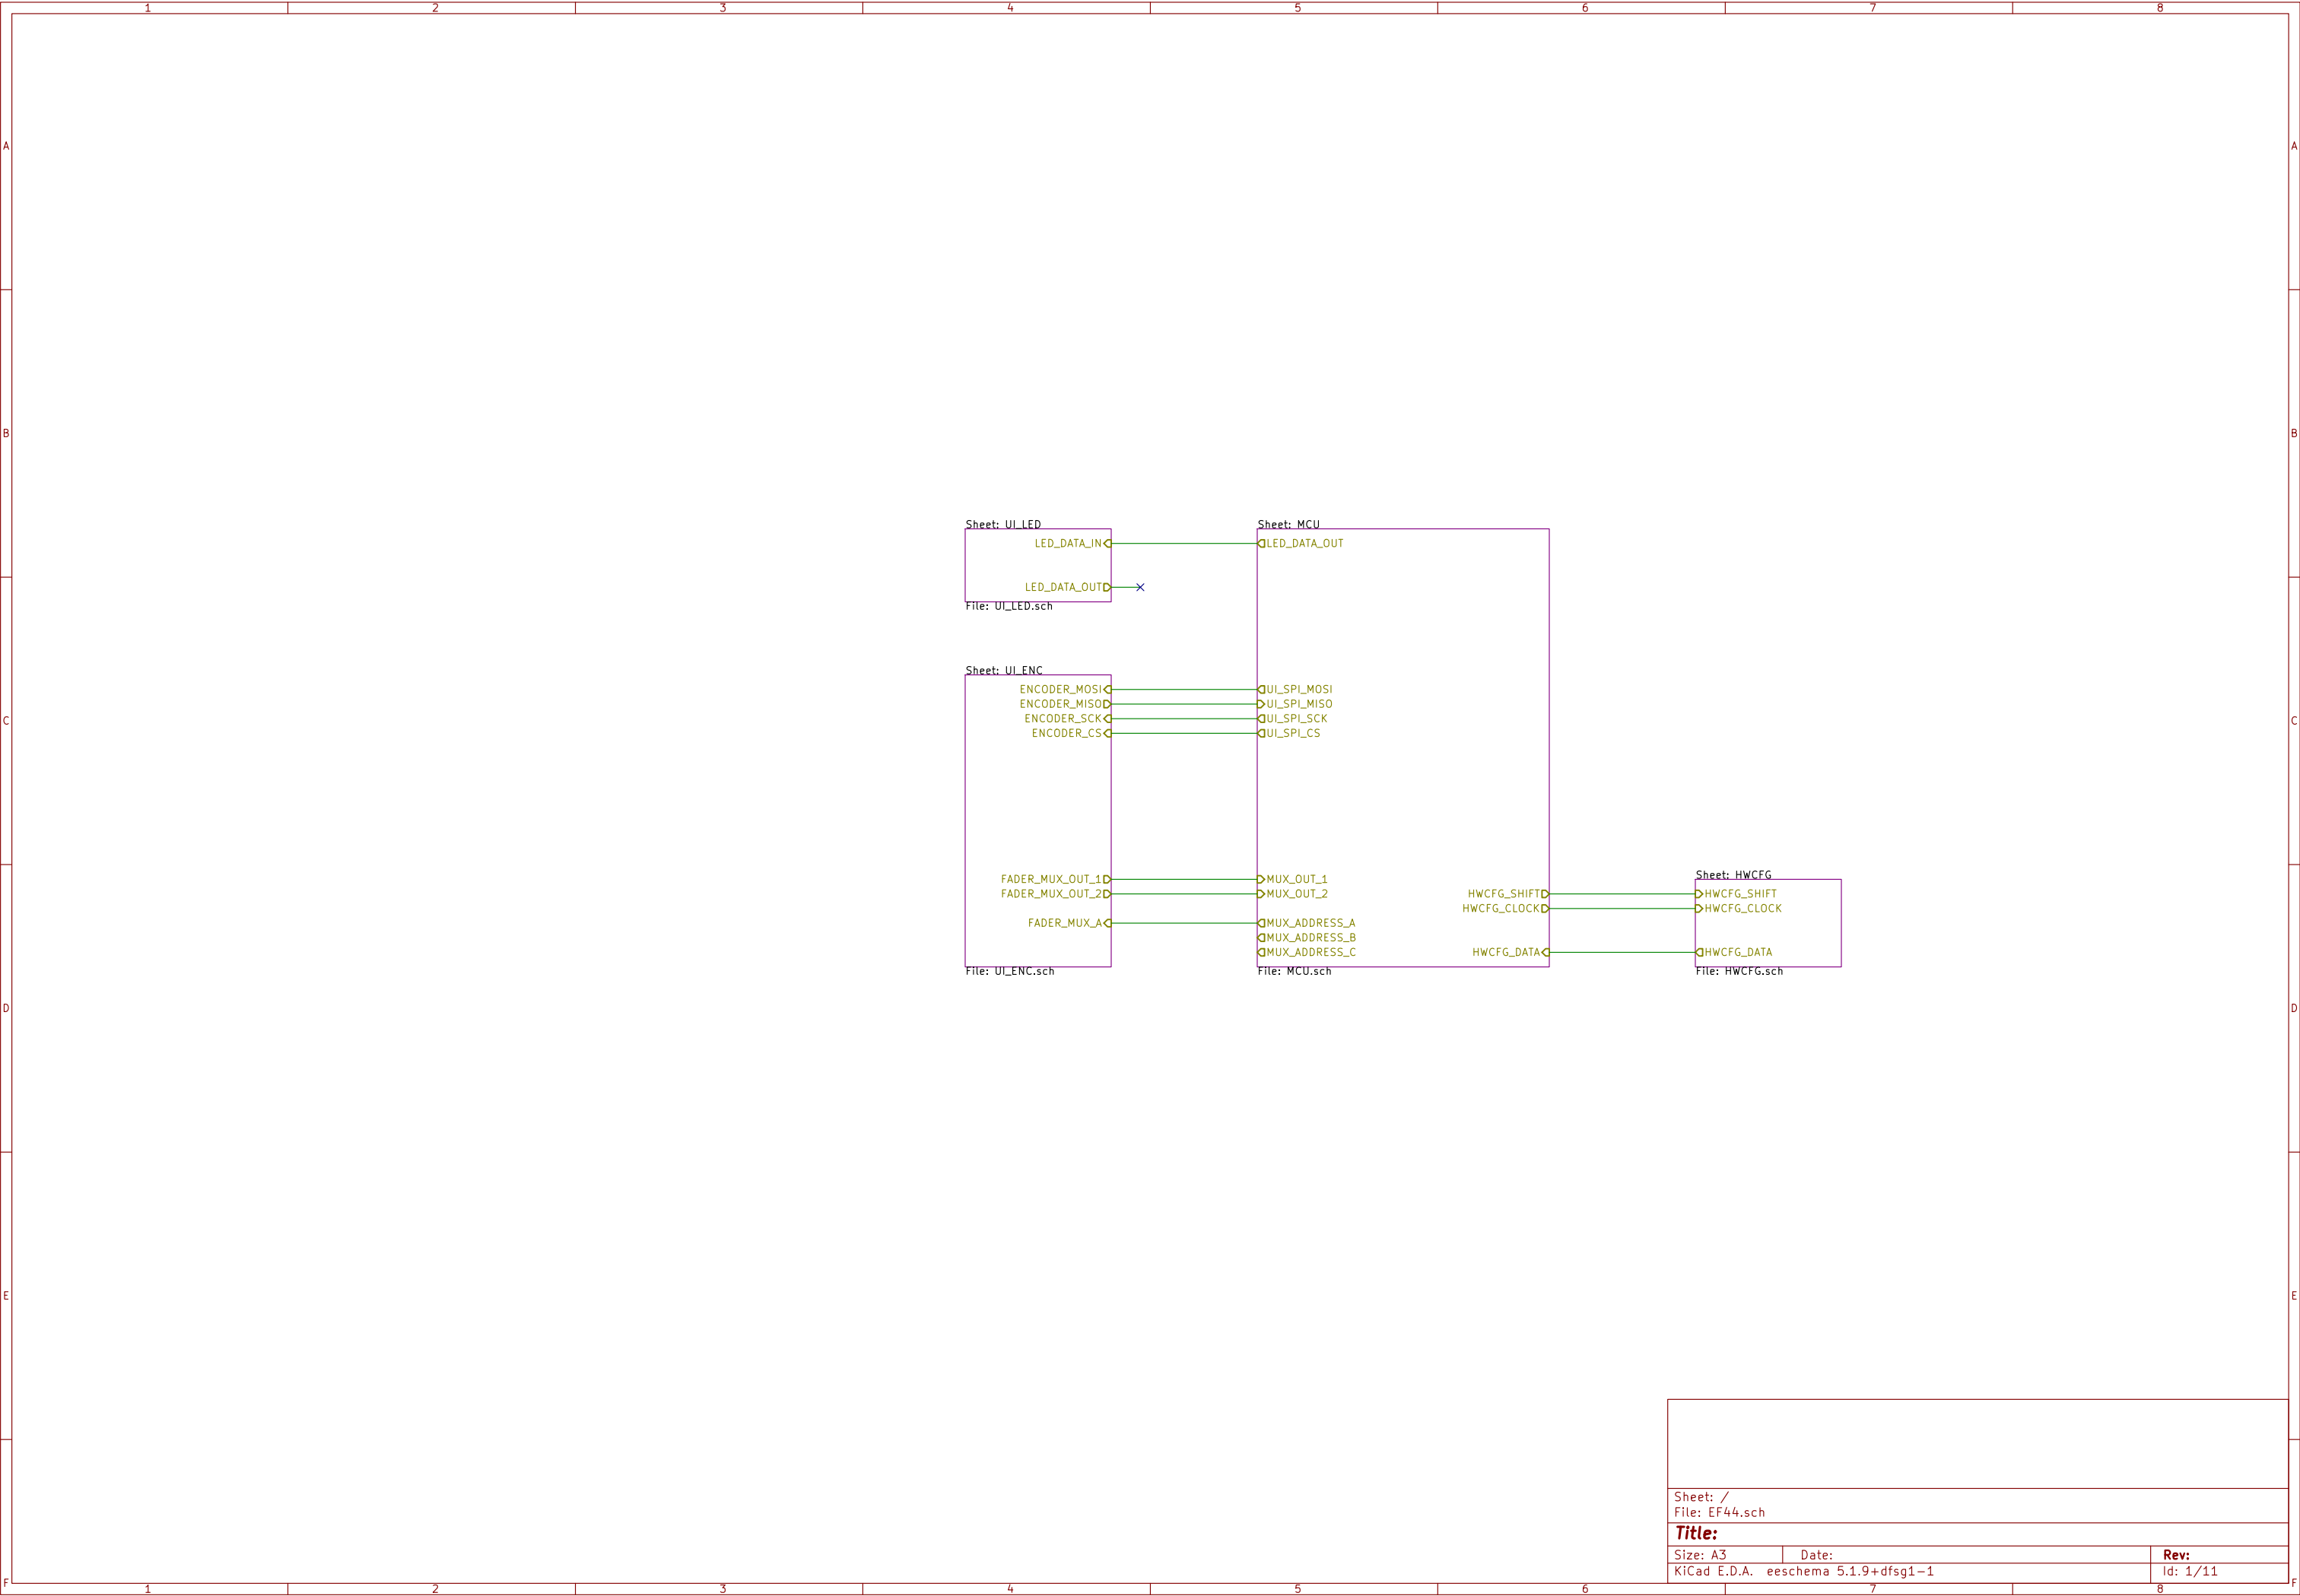 1 2 3 4 5 6 7 8
A A
B B
Sheet: UI_LED Sheet: MCU
LED_DATA_IN LED_DATA_OUT
LED_DATA_OUT
File: UI_LED.sch
Sheet: UI_ENC
ENCODER_MOSI UI_SPI_MOSI
ENCODER_MISO UI_SPI_MISO
ENCODER_SCK UI_SPI_SCK
C C
ENCODER_CS UI_SPI_CS
Sheet: HWCFG
FADER_MUX_OUT_1 MUX_OUT_1
FADER_MUX_OUT_2 MUX_OUT_2 HWCFG_SHIFT HWCFG_SHIFT
HWCFG_CLOCK HWCFG_CLOCK
FADER_MUX_A MUX_ADDRESS_A
MUX_ADDRESS_B
MUX_ADDRESS_C HWCFG_DATA HWCFG_DATA
File: UI_ENC.sch File: MCU.sch File: HWCFG.sch
D D
E E
Sheet: /
File: EF44.sch
Title:
Size: A3 Date: Rev:
KiCad E.D.A. eeschema 5.1.9+dfsg1-1 Id: 1/11
F F
1 2 3 4 5 6 7 8